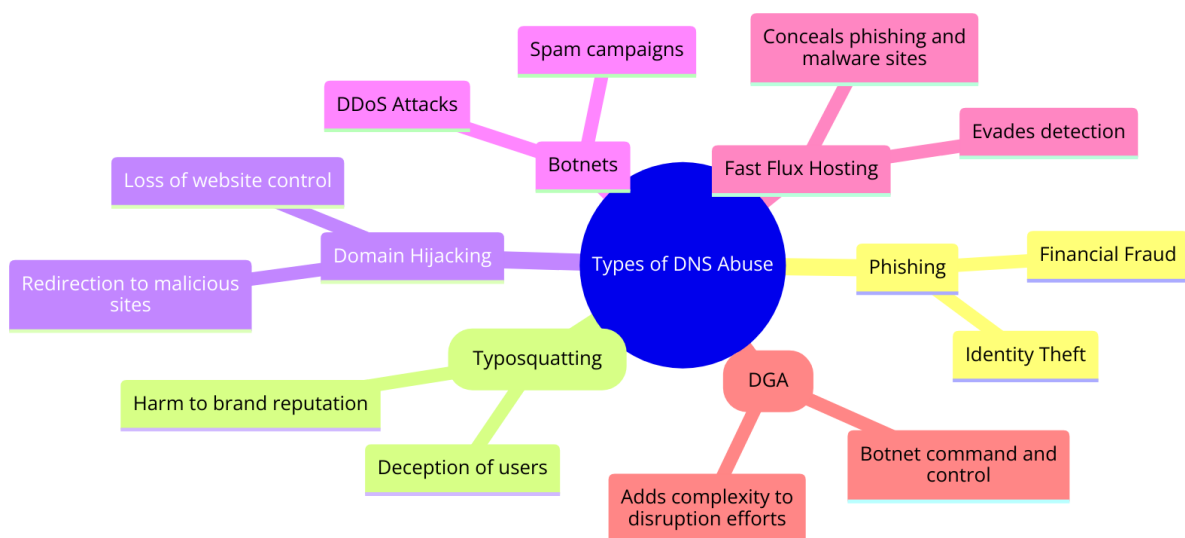 Conceals phishing and
malware sites
Spam campaigns
DDoS Attacks
Evades detection
Botnets
Fast Flux Hosting
Loss of website control
Domain Hijacking
Types of DNS Abuse
Phishing
Financial Fraud
Redirection to malicious
sites
Typosquatting
Identity Theft
DGA
Harm to brand reputation
Deception of users
Botnet command and
control
Adds complexity to
disruption efforts